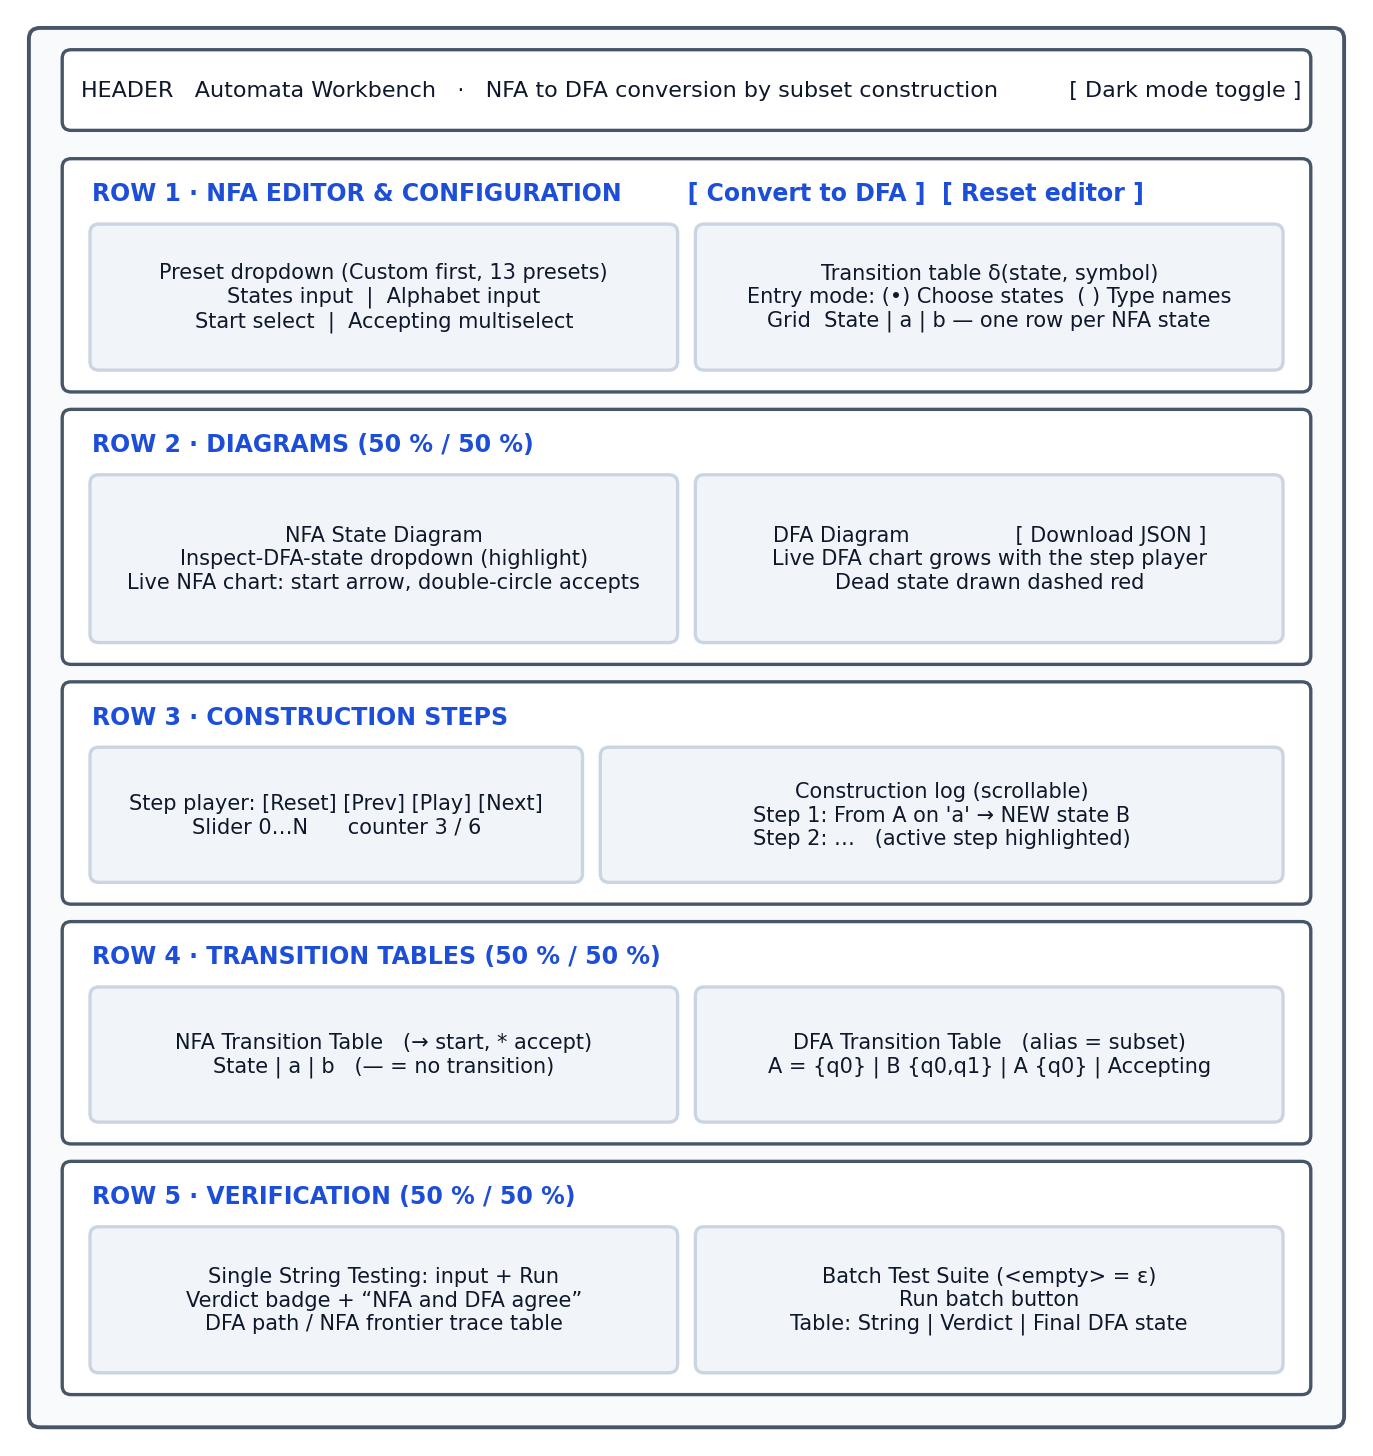 HEADER Automata Workbench · NFA to DFA conversion by subset construction [ Dark mode toggle ]
ROW 1 · NFA EDITOR & CONFIGURATION [ Convert to DFA ] [ Reset editor ]
Preset dropdown (Custom first, 13 presets)
States input | Alphabet input
Start select | Accepting multiselect
Transition table δ(state, symbol)
Entry mode: (•) Choose states ( ) Type names
Grid State | a | b — one row per NFA state
ROW 2 · DIAGRAMS (50 % / 50 %)
NFA State Diagram
Inspect-DFA-state dropdown (highlight)
Live NFA chart: start arrow, double-circle accepts
DFA Diagram [ Download JSON ]
Live DFA chart grows with the step player
Dead state drawn dashed red
ROW 3 · CONSTRUCTION STEPS
Step player: [Reset] [Prev] [Play] [Next]
Slider 0…N counter 3 / 6
Construction log (scrollable)
Step 1: From A on 'a' → NEW state B
Step 2: … (active step highlighted)
ROW 4 · TRANSITION TABLES (50 % / 50 %)
NFA Transition Table (→ start, * accept)
State | a | b (— = no transition)
DFA Transition Table (alias = subset)
A = {q0} | B {q0,q1} | A {q0} | Accepting
ROW 5 · VERIFICATION (50 % / 50 %)
Single String Testing: input + Run
Verdict badge + “NFA and DFA agree”
DFA path / NFA frontier trace table
Batch Test Suite (<empty> = ε)
Run batch button
Table: String | Verdict | Final DFA state